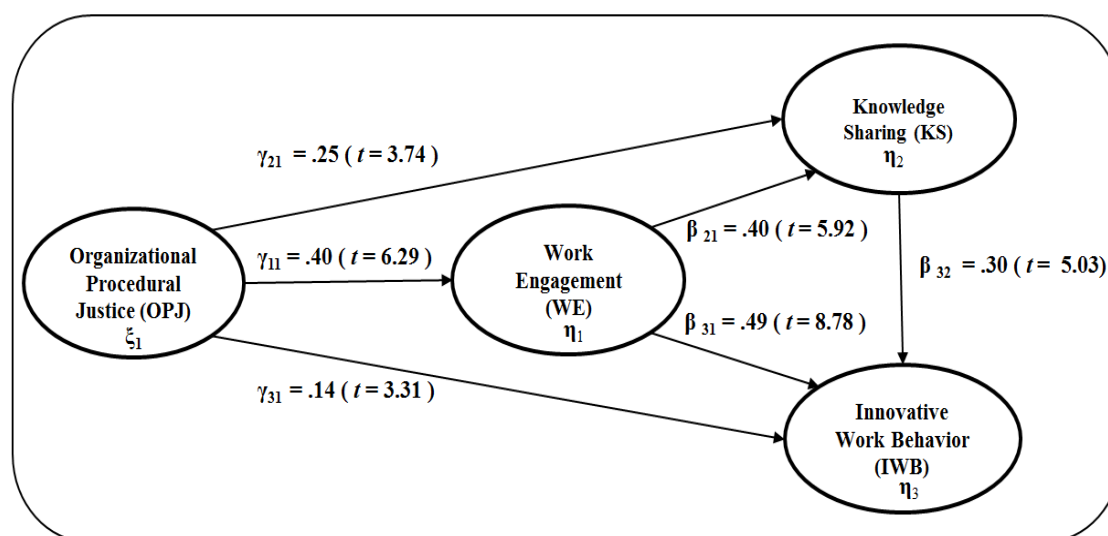 Knowledge
Sharing (KS)
η2
γ21 = .25 ( t = 3.74 )
Organizational
Procedural
Justice (OPJ)
ξ1
γ11 = .40 ( t = 6.29 )
Work
Engagement
(WE)
η1
β 21 = .40 ( t = 5.92 )
β 32 = .30 ( t = 5.03)
β 31 = .49 ( t = 8.78 )
γ31 = .14 ( t = 3.31 )
Innovative
Work Behavior
(IWB)
η3